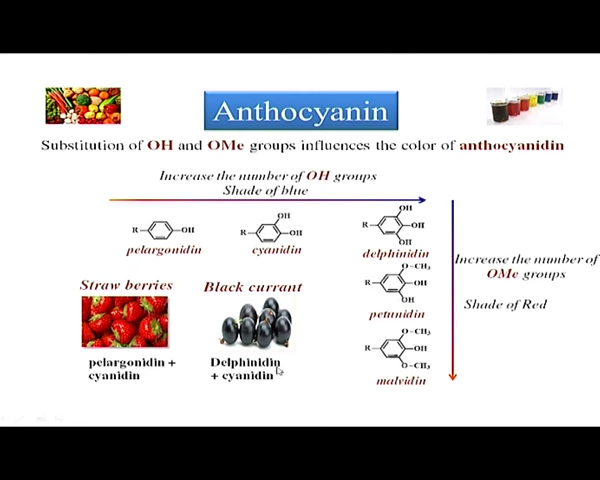 Anthocyanin
Substitution of OH and OMe groups influences the color of anthocyanidin
Increase the number of OH groups
Shade of blue
R OH
pelargonidin
OH
R OH
cyanidin
OH
R OH
OH
delphinidin
O-CH3
R OH
OH
petunidin
O-CH3
R OH
O-CH3
malvidin
Increase the number of
OMe groups
Shade of Red
Straw berries
Black currant
pelargonidin +
cyanidin
Delphinidin
+ cyanidin